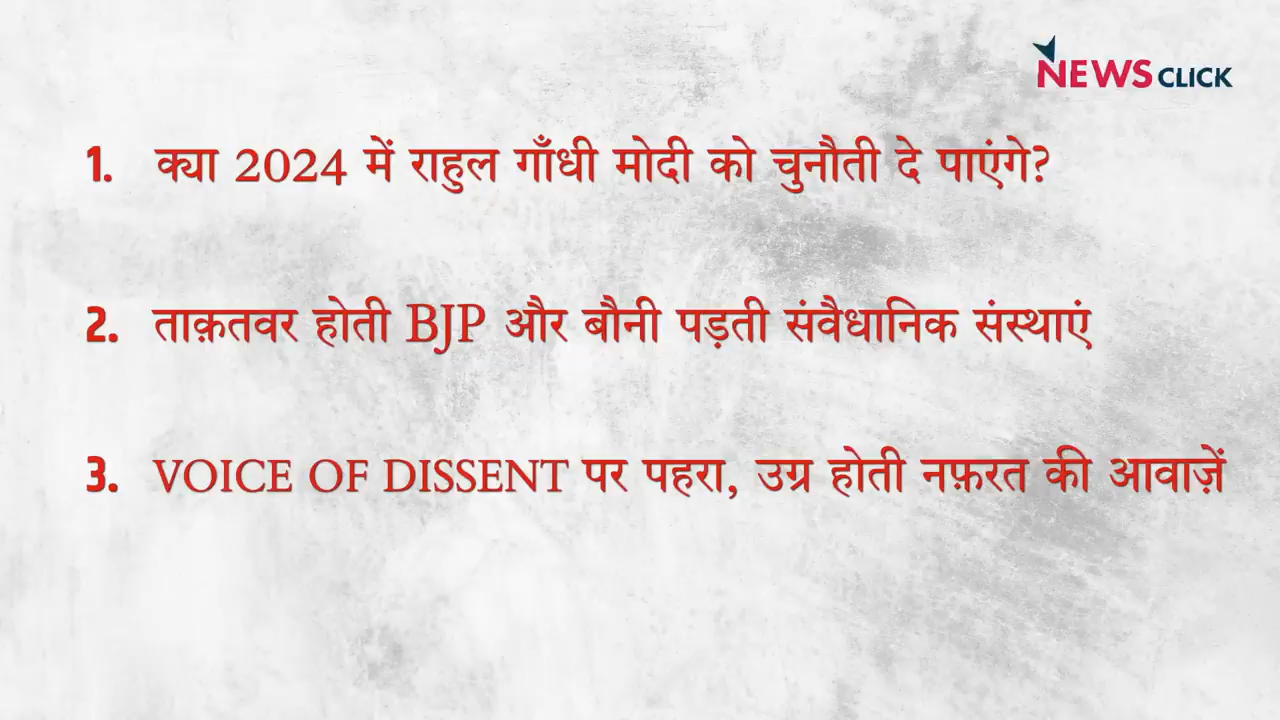 NEWS CLICK
1. क्या 2024 में राहुल गाँधी मोदी को चुनौती दे पाएंगे?
2. ताक़तवर होती BJP और बौनी पड़ती संवैधानिक संस्थाएं
3. VOICE OF DISSENT पर पहरा, उग्र होती नफ़रत की आवाज़ें